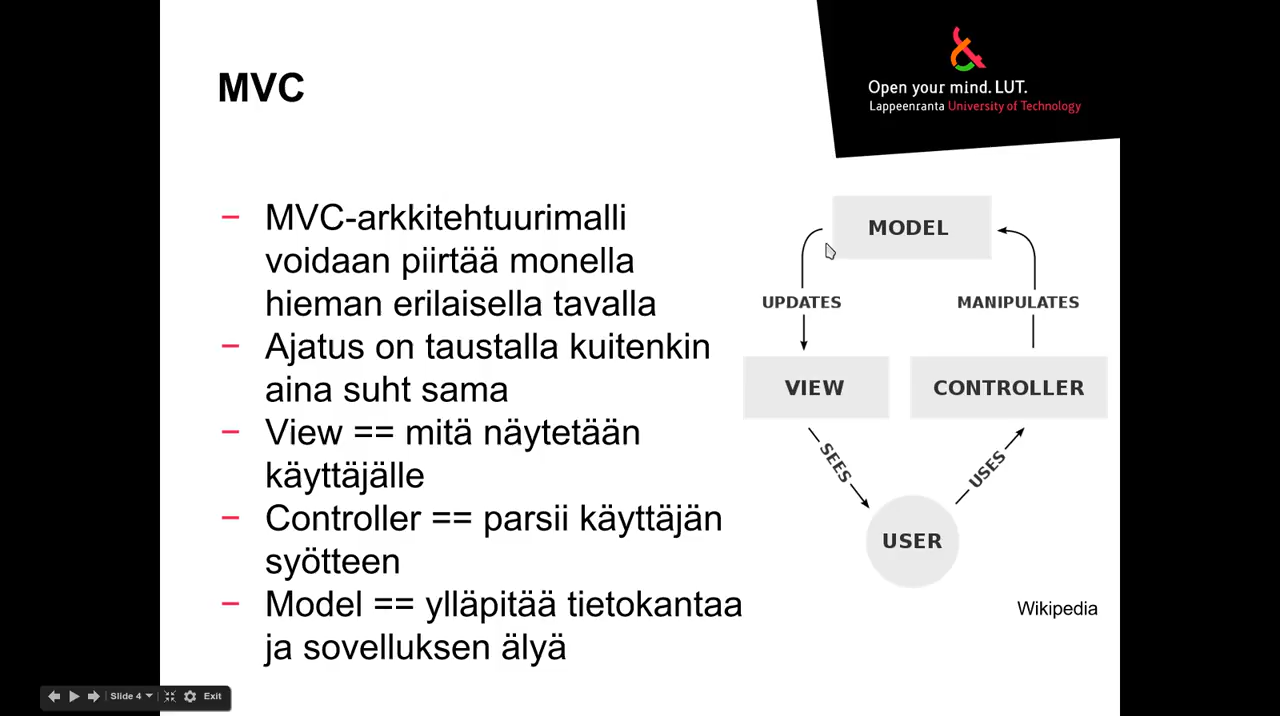 MVC
Open your mind. LUT.
Lappeenranta University of Technology
− MVC-arkkitehtuurimalli
voidaan piirtää monella
hieman erilaisella tavalla
− Ajatus on taustalla kuitenkin
aina suht sama
− View == mitä näytetään
käyttäjälle
− Controller == parsii käyttäjän
syötteen
− Model == ylläpitää tietokantaa
ja sovelluksen älyä
MODEL
UPDATES
MANIPULATES
VIEW
CONTROLLER
SEES
USES
USER
Wikipedia
Slide 4
Exit